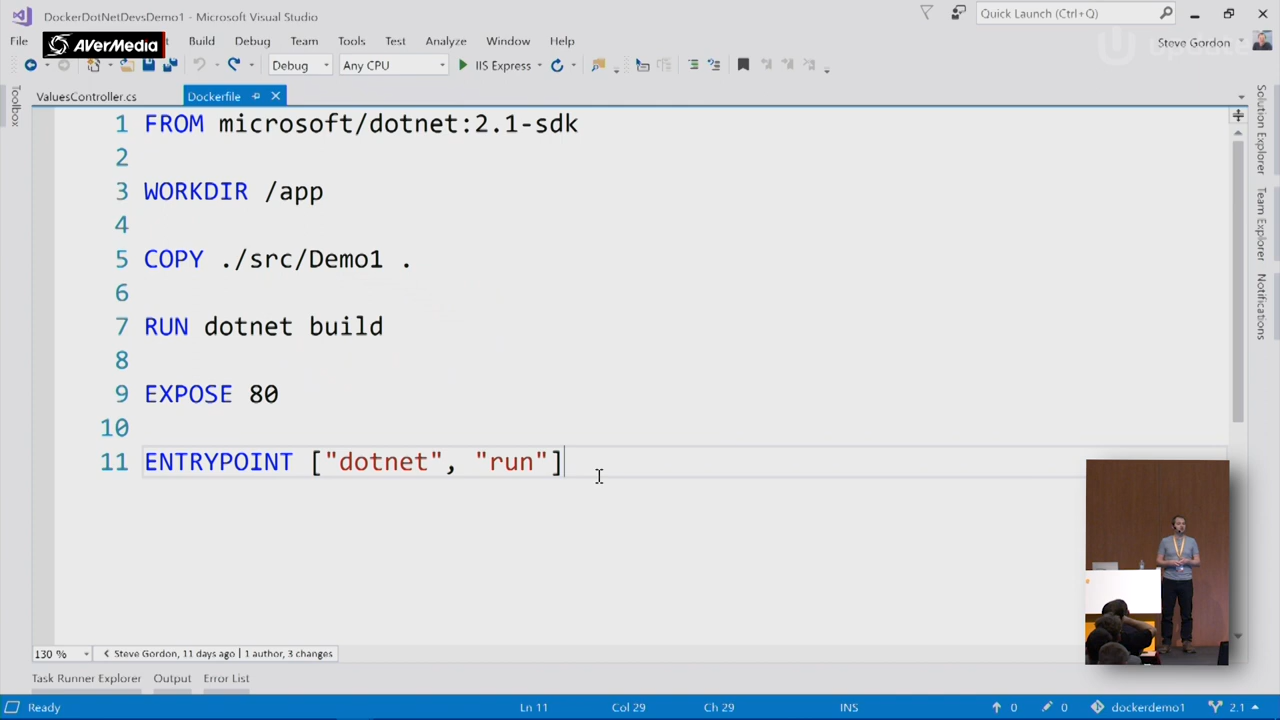 DockerDotNetDevsDemo1 - Microsoft Visual Studio
Quick Launch (Ctrl+Q)
File
AVerMedia
Build
Debug
Team
Tools
Test
Analyze
Window
Help
Steve Gordon
Debug
Any CPU
IIS Express
Toolbox
ValuesController.cs
Dockerfile
1 FROM microsoft/dotnet:2.1-sdk
2
3 WORKDIR /app
4
5 COPY ./src/Demo1 .
6
7 RUN dotnet build
8
9 EXPOSE 80
10
11 ENTRYPOINT ["dotnet", "run"]
Solution Explorer
Team Explorer
Notifications
130 %
Steve Gordon, 11 days ago | 1 author, 3 changes
Task Runner Explorer
Output
Error List
Ready
Ln 11
Col 29
Ch 29
INS
0
0
dockerdemo1
2.1